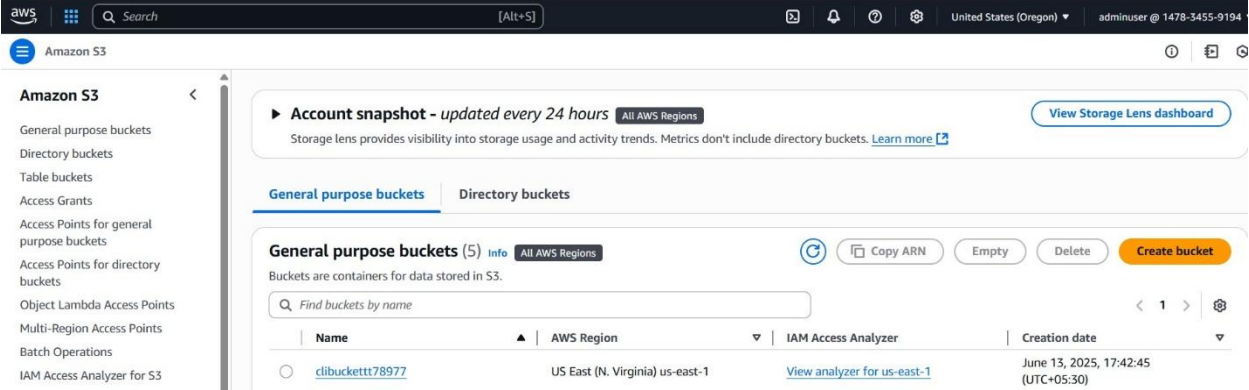 aws
Search [Alt+S]
United States (Oregon) ▼ adminuser @ 1478-3455-9194
Amazon S3
Amazon S3
General purpose buckets
Directory buckets
Table buckets
Access Grants
Access Points for general
purpose buckets
Access Points for directory
buckets
Object Lambda Access Points
Multi-Region Access Points
Batch Operations
IAM Access Analyzer for S3
Account snapshot - updated every 24 hours All AWS Regions
View Storage Lens dashboard
Storage lens provides visibility into storage usage and activity trends. Metrics don't include directory buckets. Learn more
General purpose buckets Directory buckets
General purpose buckets (5) Info All AWS Regions
Copy ARN Empty Delete Create bucket
Buckets are containers for data stored in S3.
Find buckets by name
1
Name AWS Region IAM Access Analyzer Creation date
clibuckettt78977 US East (N. Virginia) us-east-1 View analyzer for us-east-1 June 13, 2025, 17:42:45
(UTC+05:30)